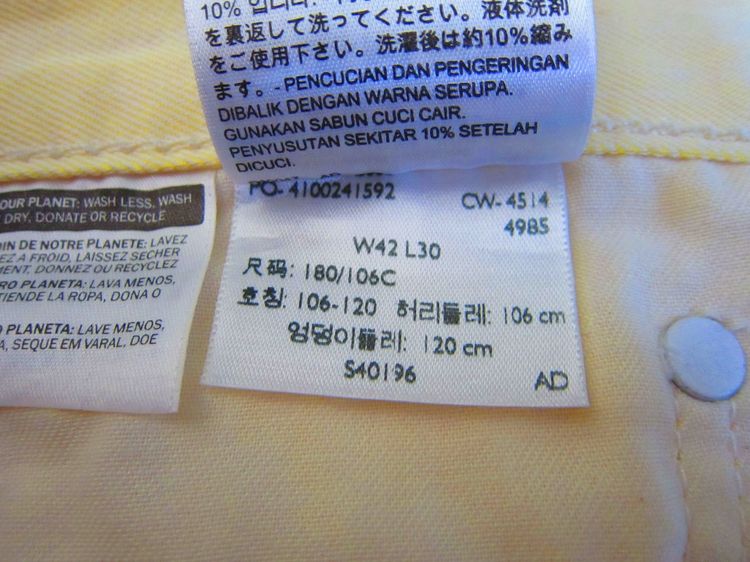 10% 입니다.
を裏返して洗ってください。液体洗剤
をご使用下さい。洗濯後は約10%縮み
ます。- PENCUCIAN DAN PENGERINGAN
DIBALIK DENGAN WARNA SERUPA.
GUNAKAN SABUN CUCI CAIR.
PENYUSUTAN SEKITAR 10% SETELAH
DICUCI.
OUR PLANET: WASH LESS, WASH
DRY, DONATE OR RECYCLE
DE NOTRE PLANETE: LAVEZ
A FROID, LAISSEZ SECHER
DONNEZ OU RECYCLEZ
PLANETA: LAVA MENOS,
TIENDE LA ROPA, DONA O
PLANETA: LAVE MENOS,
SEQUE EM VARAL, DOE
PO- 4100241592 CW- 4514
4985
W42 L30
尺码: 180/106C
호칭: 106-120 허리둘레: 106 cm
엉덩이둘레: 120 cm
S40196 AD